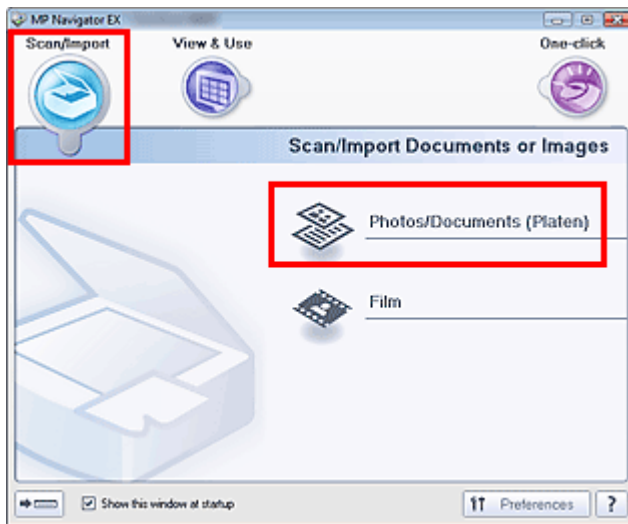 MP Navigator EX
Scan/Import View & Use One-click
Scan/Import Documents or Images
Photos/Documents (Platen)
Film
Show this window at startup Preferences ?